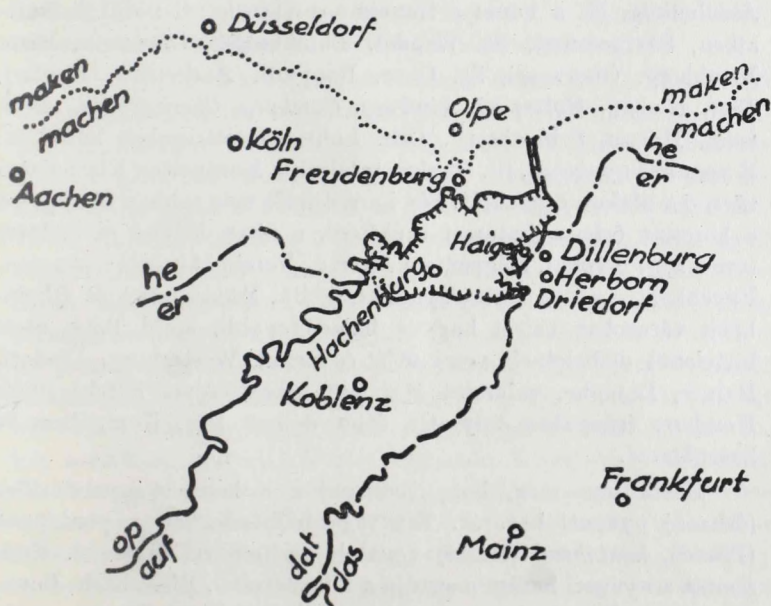 Düsseldorf
maken
machen
Olpe
maken
machen
Köln
he
er
Freudenburg
Aachen
Haiger
Dillenburg
he
er
Herborn
Hachenburg
Driedorf
Koblenz
Frankfurt
op
auf
dat
das
Mainz